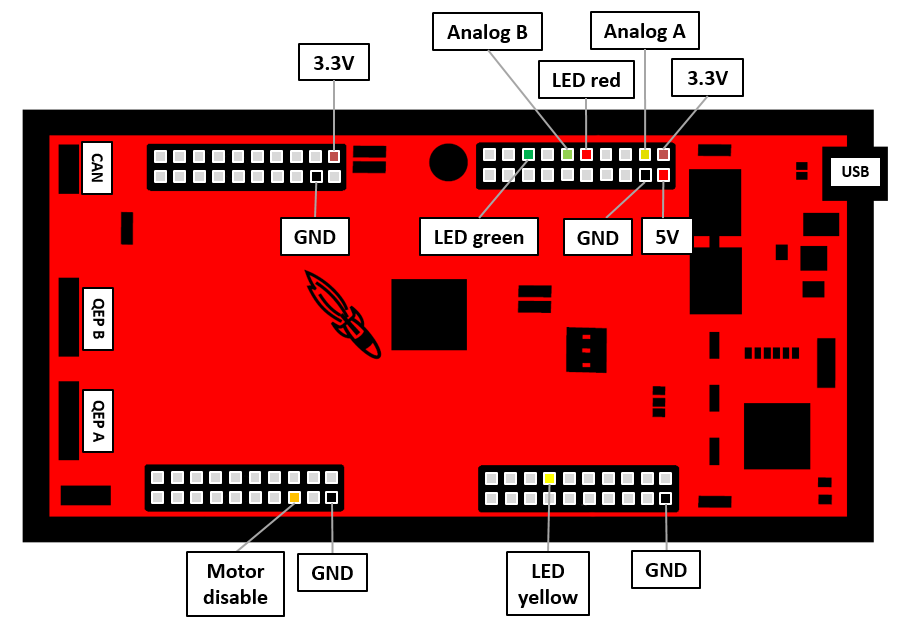 Analog B
Analog A
3.3V
LED red
3.3V
CAN
USB
GND
LED green
GND
5V
QEP B
QEP A
Motor
disable
GND
LED
yellow
GND